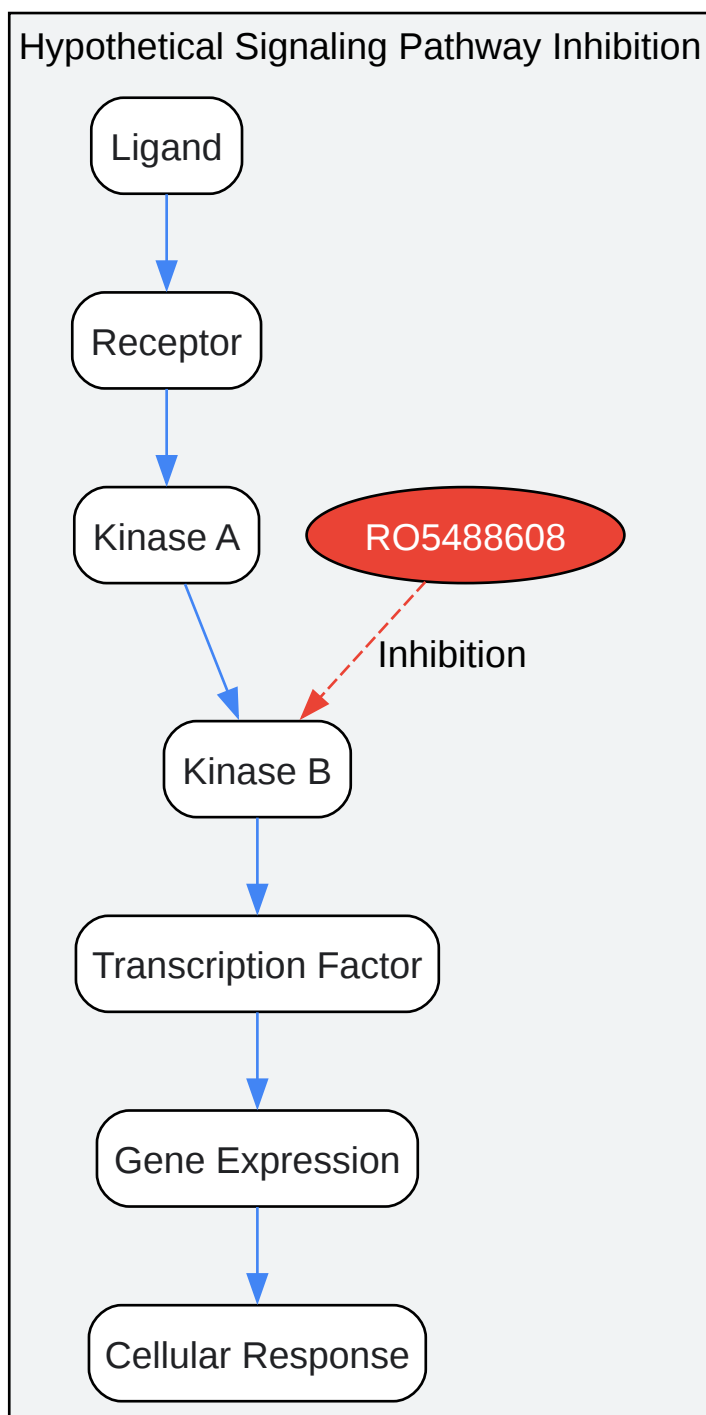 Hypothetical Signaling Pathway Inhibition
Ligand
Receptor
Kinase A
RO5488608
Inhibition
Kinase B
Transcription Factor
Gene Expression
Cellular Response